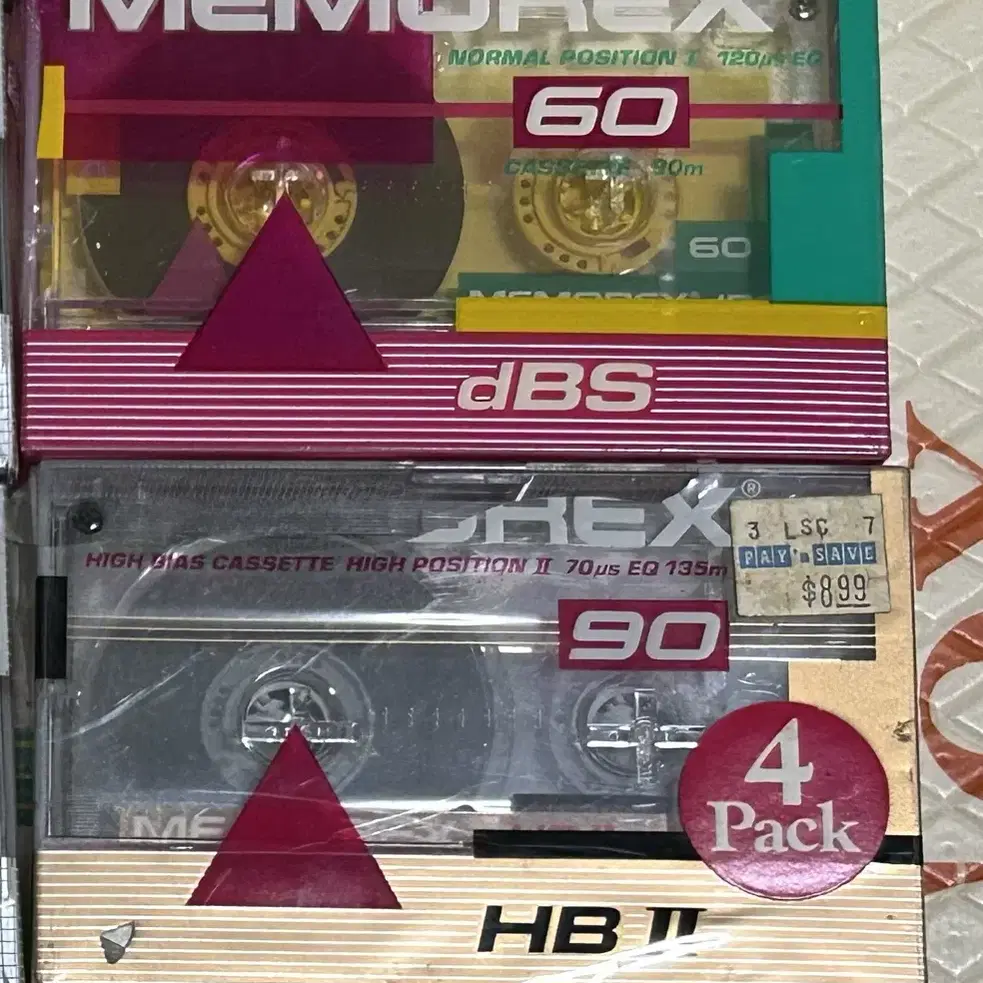 MEMOREX
NORMAL POSITION I 120µs EQ
60
CASSETTE 90m
60
dBS
REX®
3 LSC 7
PAY'n SAVE
$8.99
HIGH BIAS CASSETTE HIGH POSITION II 70µs EQ 135m
90
4
Pack
HB II